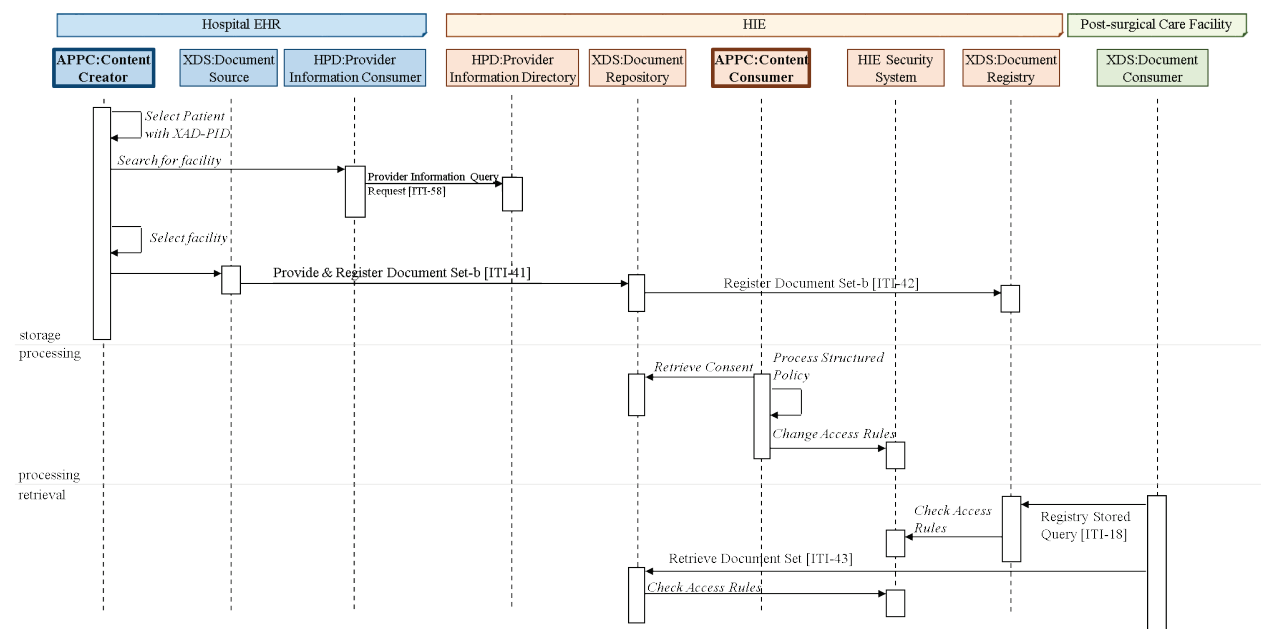 Hospital EHR
HIE
Post-surgical Care Facility
APPC:Content
Creator
XDS:Document
Source
HPD:Provider
Information Consumer
HPD:Provider
Information Directory
XDS:Document
Repository
APPC:Content
Consumer
HIE Security
System
XDS:Document
Registry
XDS:Document
Consumer
Select Patient
with XAD-PID
Search for facility
Provider Information Query
Request [ITI-58]
Select facility
Provide & Register Document Set-b [ITI-41]
Register Document Set-b [ITI-42]
storage
processing
Retrieve Consent
Process Structured
Policy
Change Access Rules
processing
retrieval
Check Access
Rules
Registry Stored
Query [ITI-18]
Retrieve Document Set [ITI-43]
Check Access Rules